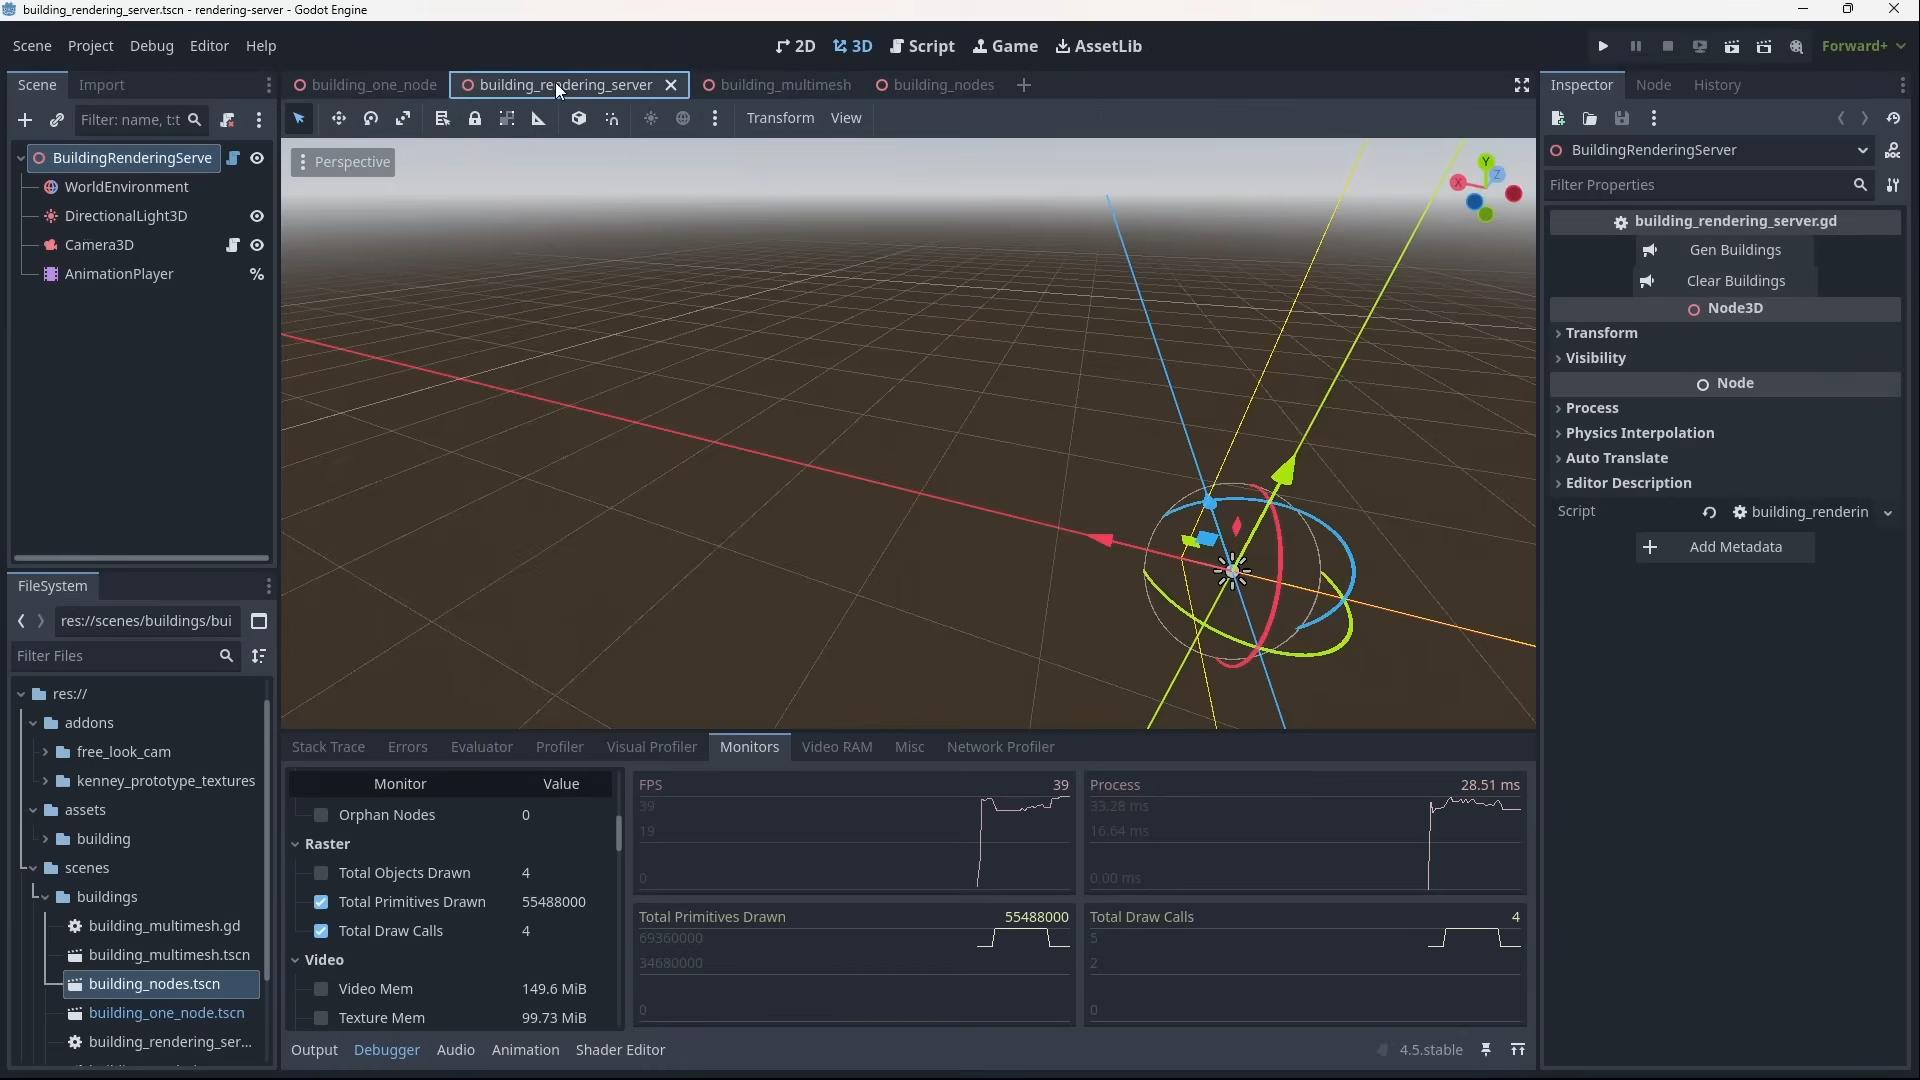 building_rendering_server.tscn - rendering-server - Godot Engine
Scene Project Debug Editor Help
2D 3D Script Game AssetLib
Forward+
Scene Import
building_one_node building_rendering_server building_multimesh building_nodes
Inspector Node History
Filter: name, t:t
Transform View
BuildingRenderingServe
WorldEnvironment
DirectionalLight3D
Camera3D
AnimationPlayer
Perspective
Y
Z
X
BuildingRenderingServer
Filter Properties
building_rendering_server.gd
Gen Buildings
Clear Buildings
Node3D
Transform
Visibility
Node
Process
Physics Interpolation
Auto Translate
Editor Description
Script building_renderin
Add Metadata
FileSystem
res://scenes/buildings/bui
Filter Files
res://
addons
free_look_cam
kenney_prototype_textures
assets
building
scenes
buildings
building_multimesh.gd
building_multimesh.tscn
building_nodes.tscn
building_one_node.tscn
building_rendering_ser...
Stack Trace Errors Evaluator Profiler Visual Profiler Monitors Video RAM Misc Network Profiler
Monitor Value
Orphan Nodes 0
Raster
Total Objects Drawn 4
Total Primitives Drawn 55488000
Total Draw Calls 4
Video
Video Mem 149.6 MiB
Texture Mem 99.73 MiB
FPS 39
39
19
0
Process 28.51 ms
33.28 ms
16.64 ms
0.00 ms
Total Primitives Drawn 55488000
69360000
34680000
0
Total Draw Calls 4
5
2
0
Output Debugger Audio Animation Shader Editor
4.5.stable